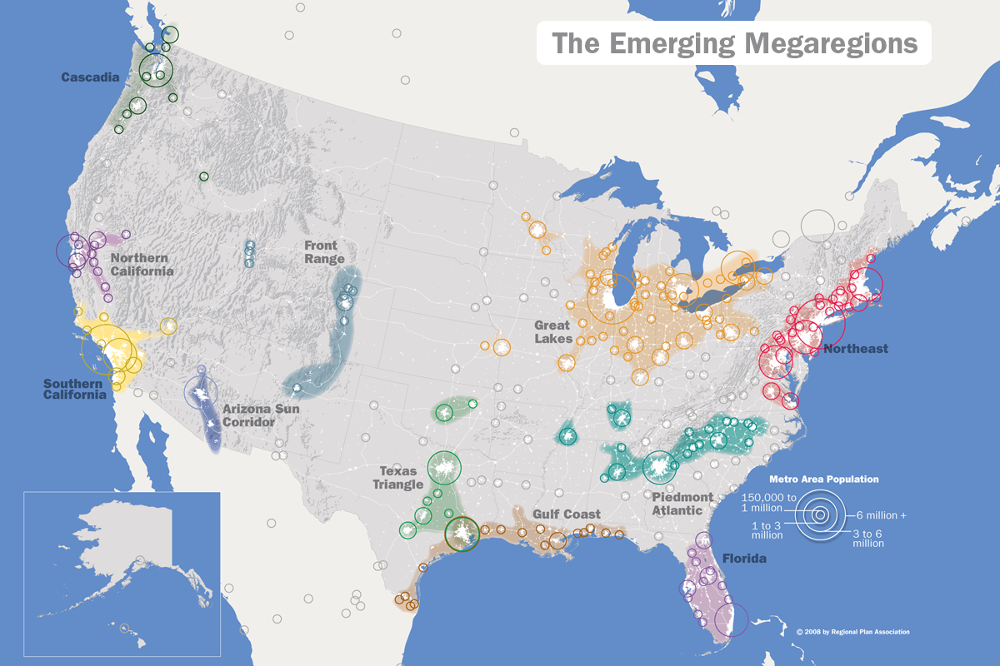 The Emerging Megaregions
Cascadia
Northern
California
Front
Range
Great
Lakes
Northeast
Southern
California
Arizona Sun
Corridor
Texas
Triangle
Gulf Coast
Piedmont
Atlantic
Florida
Metro Area Population
150,000 to
1 million
6 million +
1 to 3
million
3 to 6
million
© 2008 by Regional Plan Association